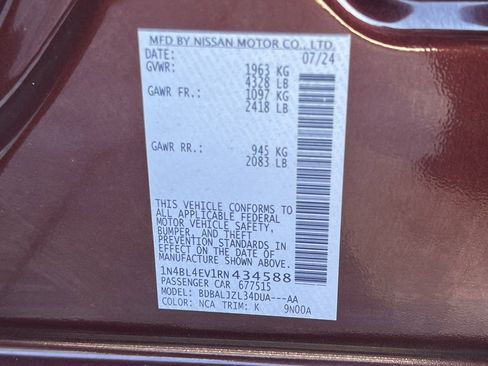 MFD BY NISSAN MOTOR CO., LTD.
DATE: 07/24
GVWR: 1963 KG
4328 LB
GAWR FR.: 1097 KG
2418 LB
GAWR RR.: 945 KG
2083 LB
THIS VEHICLE CONFORMS TO
ALL APPLICABLE FEDERAL
MOTOR VEHICLE SAFETY,
BUMPER, AND THEFT
PREVENTION STANDARDS IN
EFFECT ON THE DATE OF
MANUFACTURE SHOWN ABOVE.
1N4BL4EV1RN434588
PASSENGER CAR 677515
MODEL: BDBALJZL34DUA---AA
COLOR: NCA TRIM: K 9N00A